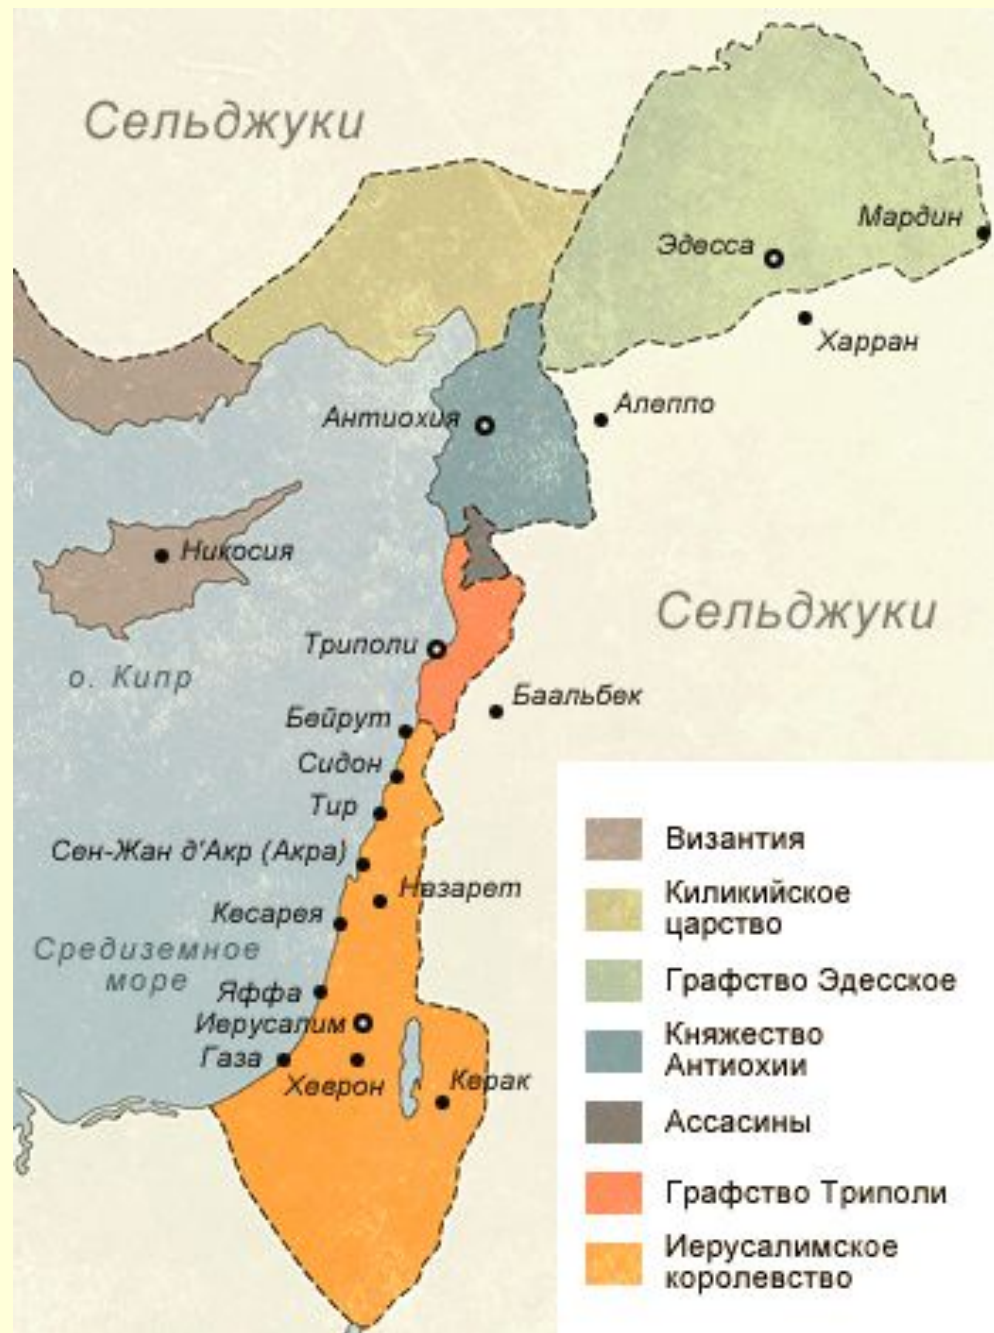 Сельджуки
Мардин
Эдесса
Харран
Алеппо
Антиохия
Никосия
Сельджуки
Триполи
о. Кипр
Баальбек
Бейрут
Сидон
Тир
Сен-Жан д'Акр (Акра)
Назарет
Кесарея
Средиземное
море
Яффа
Иерусалим
Газа
Хеврон
Керак
Византия
Киликийское
царство
Графство Эдесское
Княжество
Антиохии
Ассасины
Графство Триполи
Иерусалимское
королевство